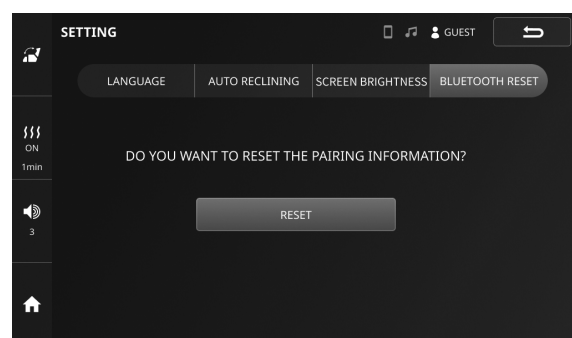 SETTING
GUEST
LANGUAGE
AUTO RECLINING
SCREEN BRIGHTNESS
BLUETOOTH RESET
ON
1min
DO YOU WANT TO RESET THE PAIRING INFORMATION?
RESET
3